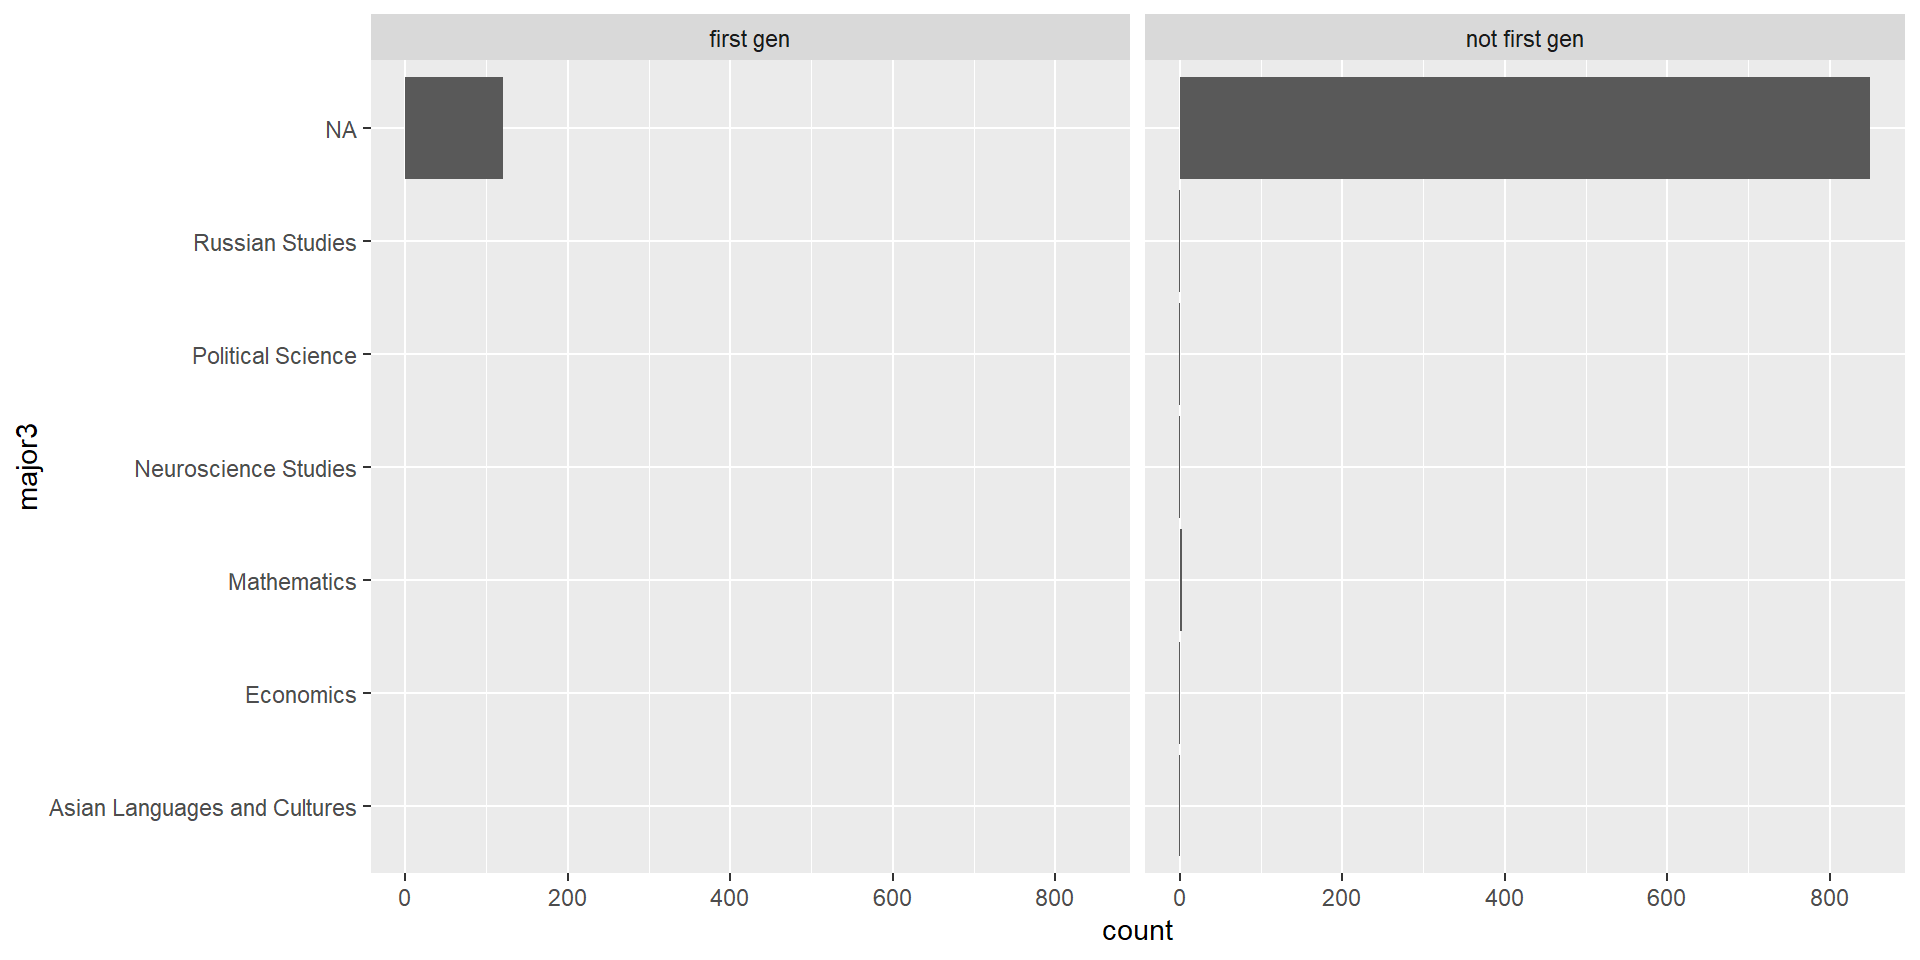 first gen
not first gen
NA
Russian Studies
Political Science
Neuroscience Studies
Mathematics
Economics
Asian Languages and Cultures
major3
0 200 400 600 800
0 200 400 600 800
count